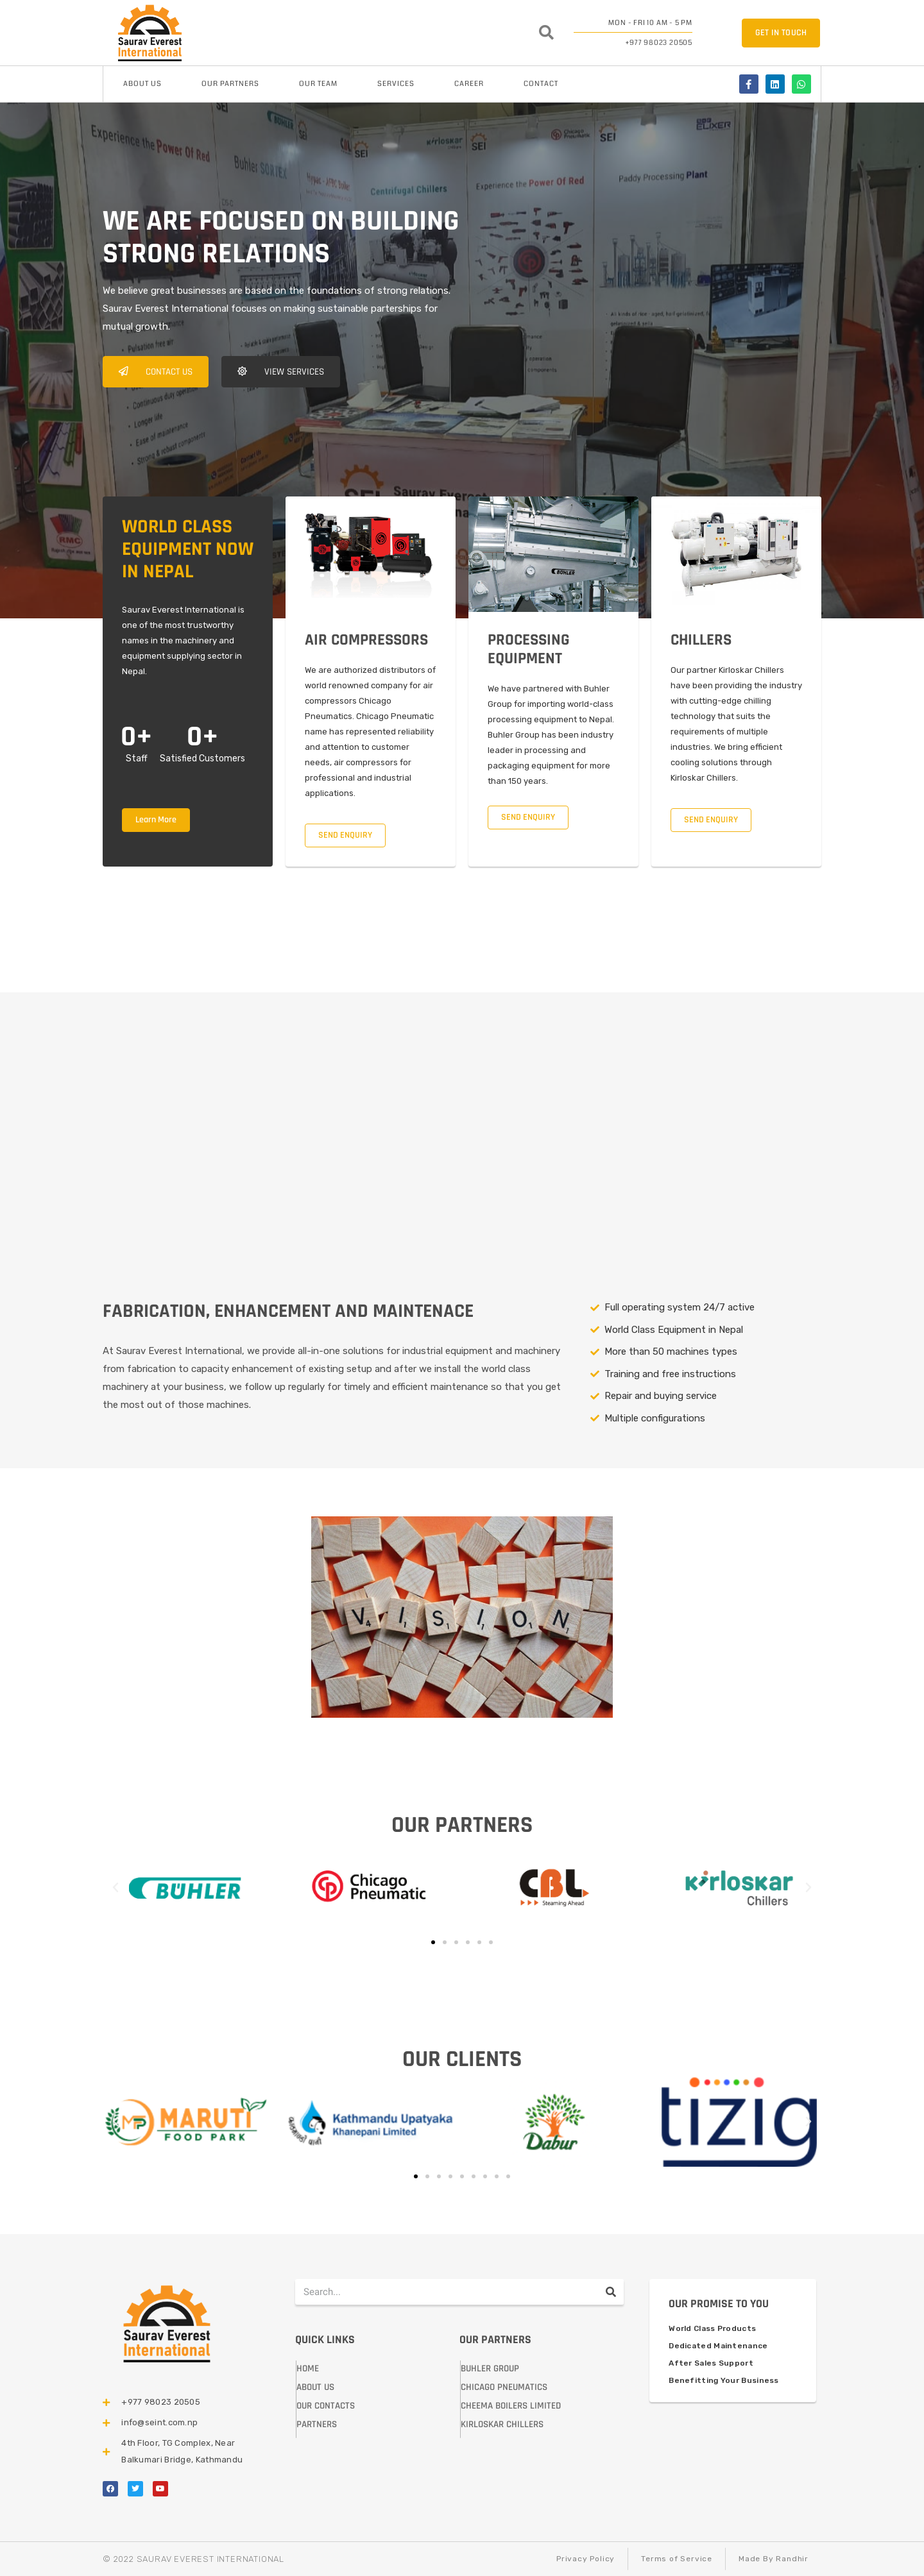 Saurav Everest
International
MON - FRI 10 AM - 5 PM
+977 98023 20505
GET IN TOUCH
ABOUT US
OUR PARTNERS
OUR TEAM
SERVICES
CAREER
CONTACT
WE ARE FOCUSED ON BUILDING
STRONG RELATIONS
We believe great businesses are based on the foundations of strong relations.
Saurav Everest International focuses on making sustainable parterships for
mutual growth.
CONTACT US
VIEW SERVICES
WORLD CLASS
EQUIPMENT NOW
IN NEPAL
Saurav Everest International is
one of the most trustworthy
names in the machinery and
equipment supplying sector in
Nepal.
0+
Staff
0+
Satisfied Customers
Learn More
AIR COMPRESSORS
We are authorized distributors of
world renowned company for air
compressors Chicago
Pneumatics. Chicago Pneumatic
name has represented reliability
and attention to customer
needs, air compressors for
professional and industrial
applications.
SEND ENQUIRY
BÜHLER
PROCESSING
EQUIPMENT
We have partnered with Buhler
Group for importing world-class
processing equipment to Nepal.
Buhler Group has been industry
leader in processing and
packaging equipment for more
than 150 years.
SEND ENQUIRY
CHILLERS
Our partner Kirloskar Chillers
have been providing the industry
with cutting-edge chilling
technology that suits the
requirements of multiple
industries. We bring efficient
cooling solutions through
Kirloskar Chillers.
SEND ENQUIRY
FABRICATION, ENHANCEMENT AND MAINTENACE
At Saurav Everest International, we provide all-in-one solutions for industrial equipment and machinery
from fabrication to capacity enhancement of existing setup and after we install the world class
machinery at your business, we follow up regularly for timely and efficient maintenance so that you get
the most out of those machines.
Full operating system 24/7 active
World Class Equipment in Nepal
More than 50 machines types
Training and free instructions
Repair and buying service
Multiple configurations
VISION
OUR PARTNERS
BÜHLER
Chicago
Pneumatic
CBL
Steaming Ahead
kirloskar
Chillers
OUR CLIENTS
MARUTI
FOOD PARK
Kathmandu Upatyaka
Khanepani Limited
Dabur
tizig
Saurav Everest
International
+977 98023 20505
info@seint.com.np
4th Floor, TG Complex, Near
Balkumari Bridge, Kathmandu
Search...
QUICK LINKS
HOME
ABOUT US
OUR CONTACTS
PARTNERS
OUR PARTNERS
BUHLER GROUP
CHICAGO PNEUMATICS
CHEEMA BOILERS LIMITED
KIRLOSKAR CHILLERS
OUR PROMISE TO YOU
World Class Products
Dedicated Maintenance
After Sales Support
Benefitting Your Business
© 2022 SAURAV EVEREST INTERNATIONAL
Privacy Policy
Terms of Service
Made By Randhir